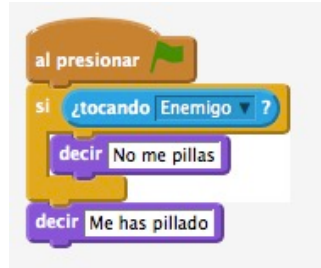 al presionar
si ¿tocando Enemigo ?
decir No me pillas
decir Me has pillado